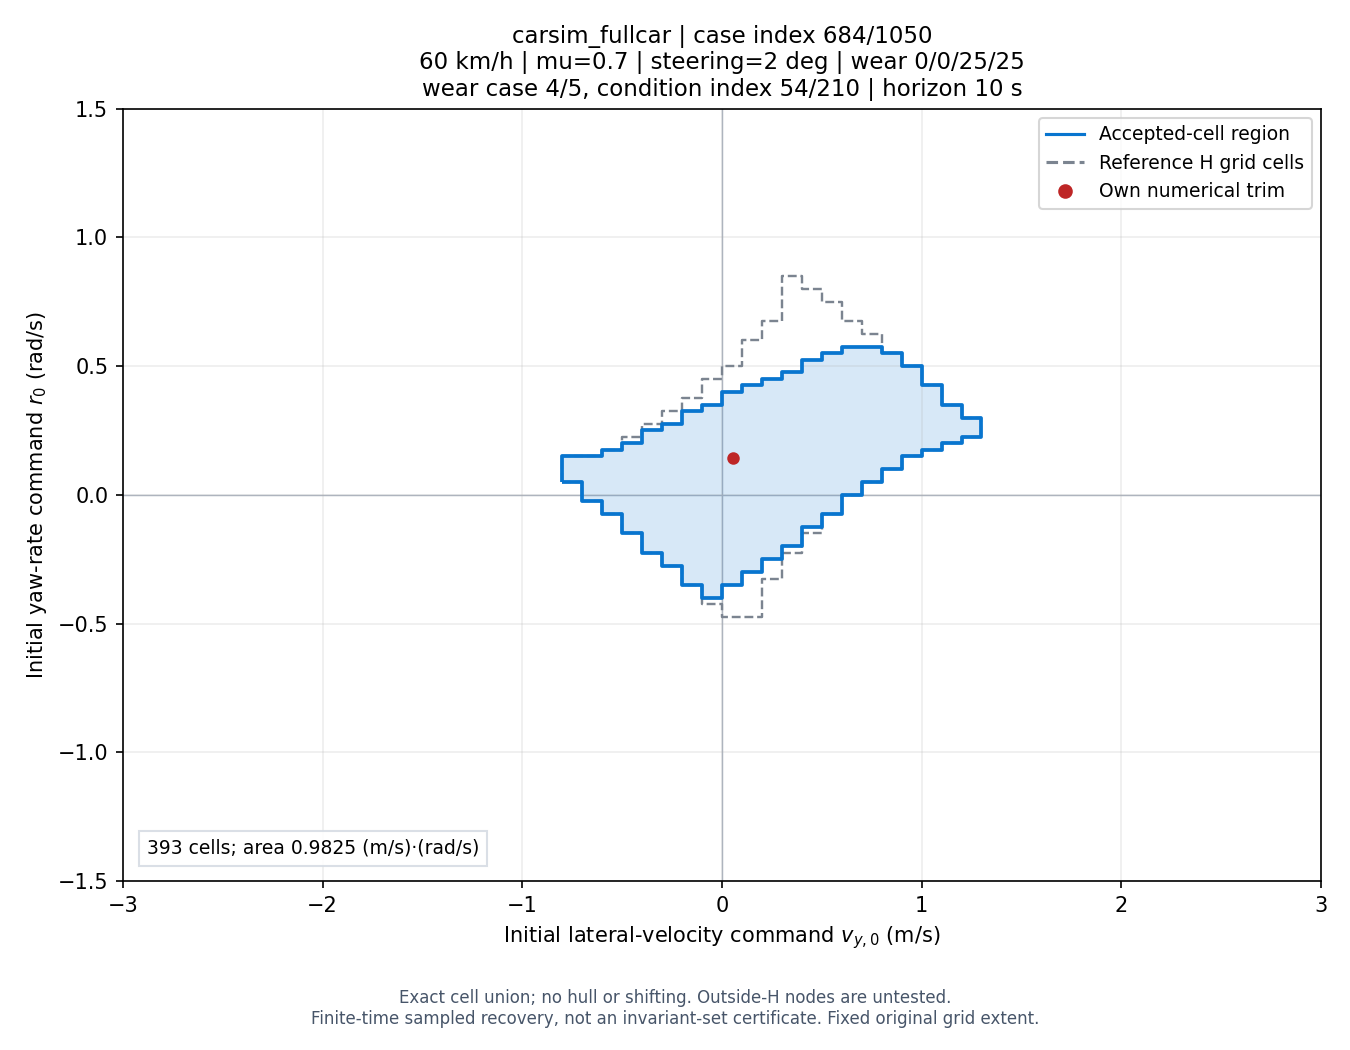 carsim_fullcar | case index 684/1050
60 km/h | mu=0.7 | steering=2 deg | wear 0/0/25/25
wear case 4/5, condition index 54/210 | horizon 10 s
Accepted-cell region
Reference H grid cells
Own numerical trim
1.5
1.0
0.5
0.0
−0.5
−1.0
−1.5
Initial yaw-rate command r₀ (rad/s)
393 cells; area 0.9825 (m/s)·(rad/s)
−3 −2 −1 0 1 2 3
Initial lateral-velocity command v_{y,0} (m/s)
Exact cell union; no hull or shifting. Outside-H nodes are untested.
Finite-time sampled recovery, not an invariant-set certificate. Fixed original grid extent.